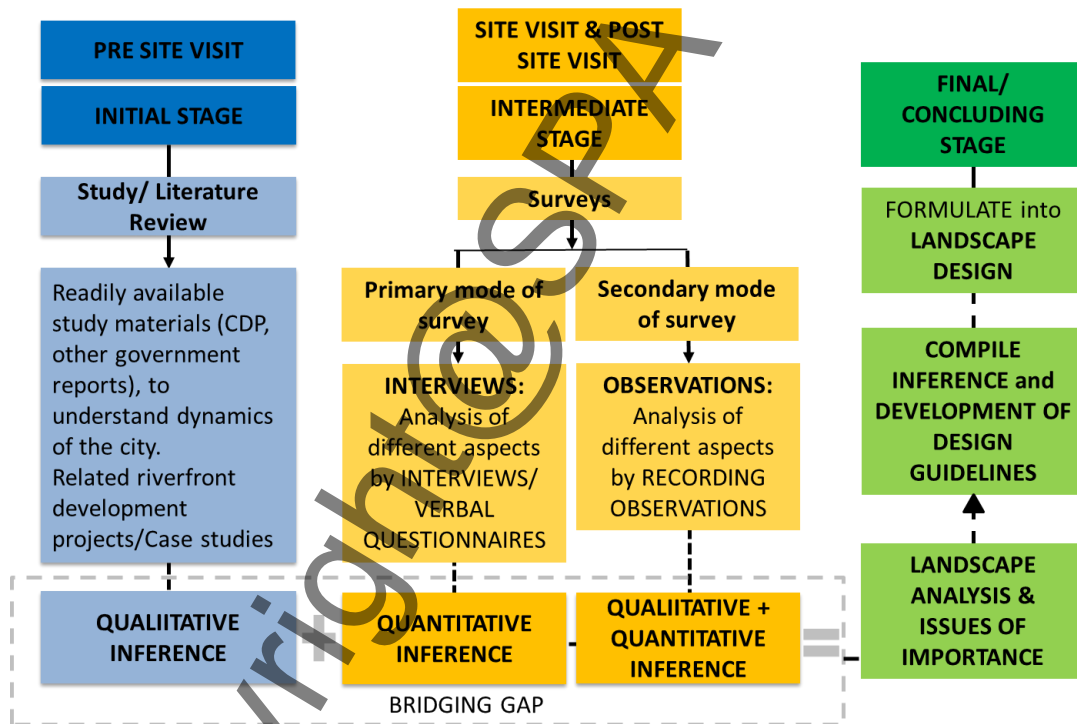 PRE SITE VISIT
INITIAL STAGE
Study/ Literature
Review
Readily available
study materials (CDP,
other government
reports), to
understand dynamics
of the city.
Related riverfront
development
projects/Case studies
QUALIITATIVE
INFERENCE
+
SITE VISIT & POST
SITE VISIT
INTERMEDIATE
STAGE
Surveys
Primary mode of
survey
INTERVIEWS:
Analysis of
different aspects
by INTERVIEWS/
VERBAL
QUESTIONNAIRES
QUANTITATIVE
INFERENCE
Secondary mode
of survey
OBSERVATIONS:
Analysis of
different aspects
by RECORDING
OBSERVATIONS
QUALIITATIVE +
QUANTITATIVE
INFERENCE
=
BRIDGING GAP
FINAL/
CONCLUDING
STAGE
FORMULATE into
LANDSCAPE
DESIGN
COMPILE
INFERENCE and
DEVELOPMENT OF
DESIGN
GUIDELINES
LANDSCAPE
ANALYSIS &
ISSUES OF
IMPORTANCE
yright@SPA